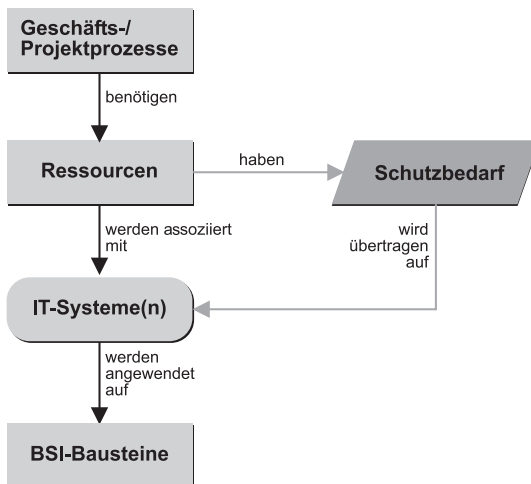 Geschäfts-/
Projektprozesse
benötigen
Ressourcen
haben
Schutzbedarf
werden assoziiert
mit
wird
übertragen
auf
IT-Systeme(n)
werden
angewendet
auf
BSI-Bausteine